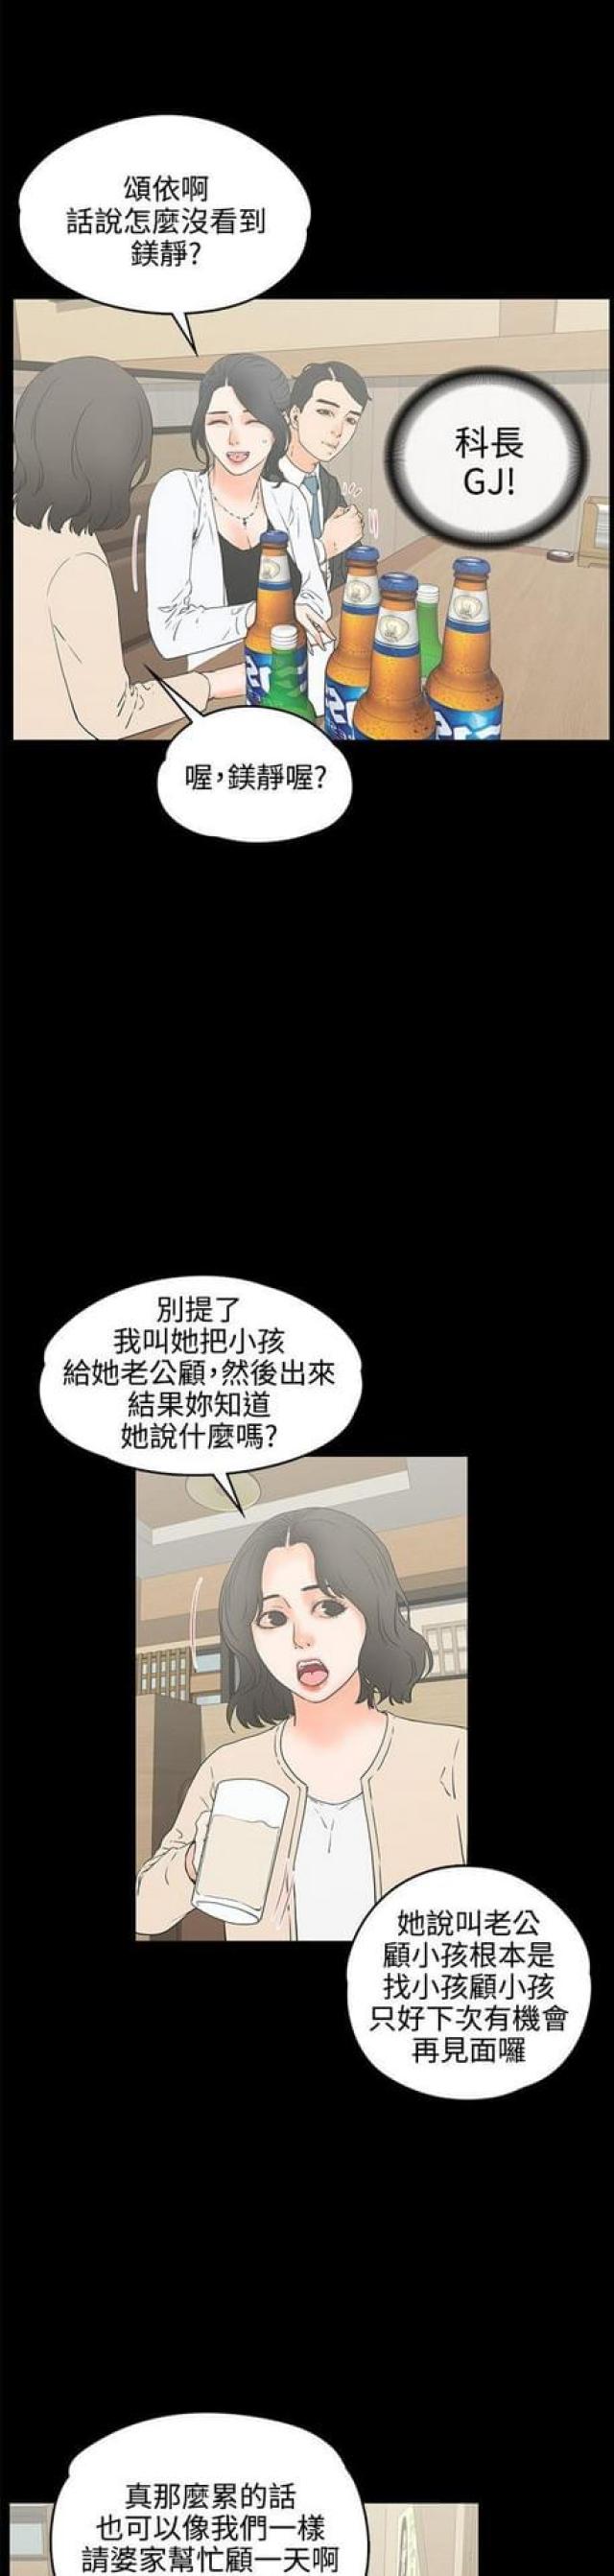 頌依啊
話說怎麼沒看到
鎂靜?
科長
GJ!
喔,鎂靜喔?
別提了
我叫她把小孩
給她老公顧,然後出來
結果妳知道
她說什麼嗎?
她說叫老公
顧小孩根本是
找小孩顧小孩
只好下次有機會
再見面囉
真那麼累的話
也可以像我們一樣
請婆家幫忙顧一天啊